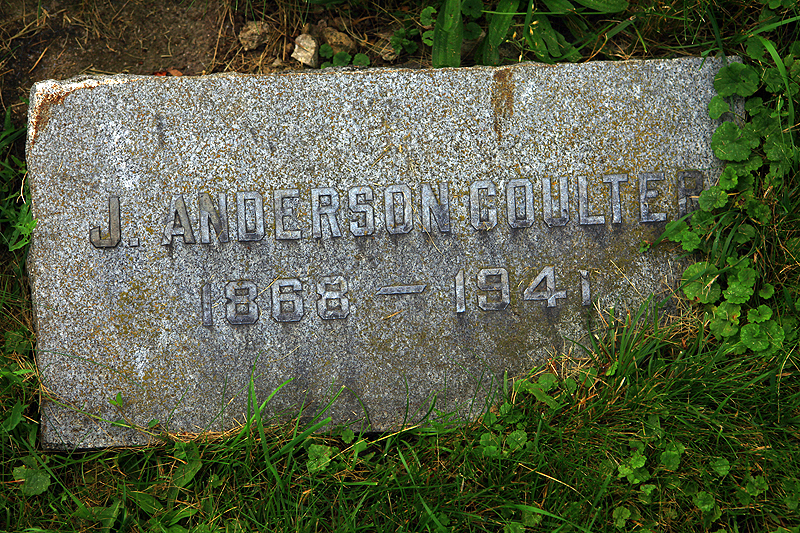 J. ANDERSON COULTER
1868 — 1941